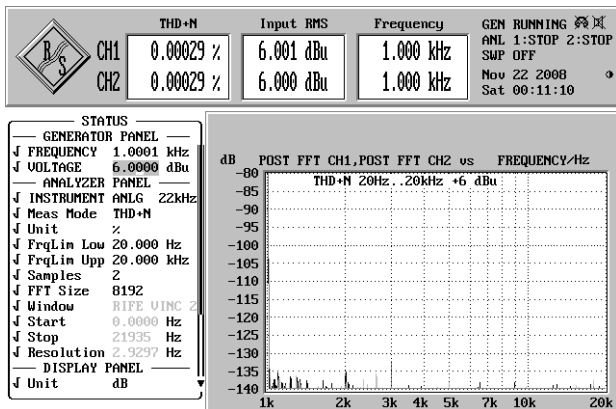 THD+N Input RMS Frequency
R&S
CH1 0.00029 % 6.001 dBu 1.000 kHz
CH2 0.00029 % 6.000 dBu 1.000 kHz
GEN RUNNING
ANL 1:STOP 2:STOP
SWP OFF
Nov 22 2008
Sat 00:11:10
STATUS
GENERATOR PANEL
FREQUENCY 1.0001 kHz
VOLTAGE 6.0000 dBu
ANALYZER PANEL
INSTRUMENT ANLG 22kHz
Meas Mode THD+N
Unit %
FrqLim Low 20.000 Hz
FrqLim Upp 20.000 kHz
Samples 2
FFT Size 8192
Window RIFE VINC 2
Start 0.0000 Hz
Stop 21935 Hz
Resolution 2.9297 Hz
DISPLAY PANEL
Unit dB
dB POST FFT CH1,POST FFT CH2 vs FREQUENCY/Hz
THD+N 20Hz..20kHz +6 dBu
-80
-85
-90
-95
-100
-105
-110
-115
-120
-125
-130
-135
-140
1k 2k 3k 4k 5k 7k 10k 20k